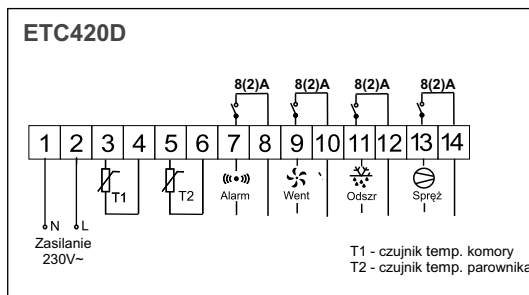 ETC420D
8(2)A 8(2)A 8(2)A 8(2)A
1 2 3 4 5 6 7 8 9 10 11 12 13 14
T1 T2 Alarm Went Odszr Spręż
N L
Zasilanie
230V~
T1 - czujnik temp. komory
T2 - czujnik temp. parownika